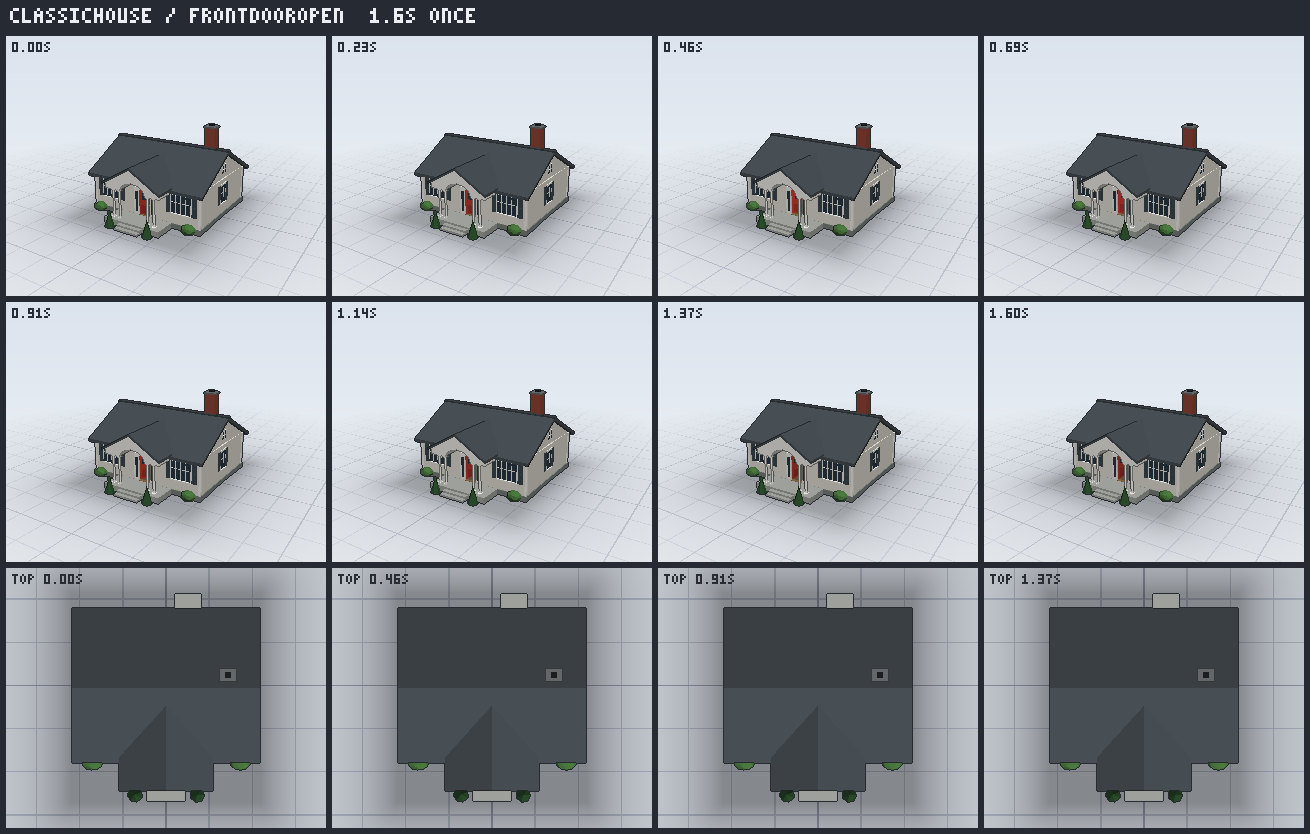 CLASSICHOUSE / FRONTDOOROPEN  1.6S ONCE
0.00S
0.23S
0.46S
0.69S
0.91S
1.14S
1.37S
1.60S
TOP 0.00S
TOP 0.46S
TOP 0.91S
TOP 1.37S